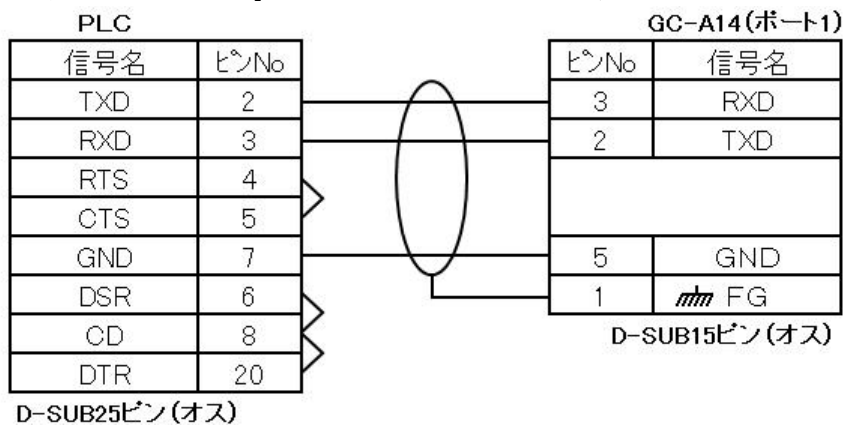 PLC GC-A14(ポート1)
信号名 ピンNo ピンNo 信号名
TXD 2 3 RXD
RXD 3 2 TXD
RTS 4
CTS 5
GND 7 5 GND
DSR 6 1 FG
CD 8
DTR 20
D-SUB15ピン(オス)
D-SUB25ピン(オス)